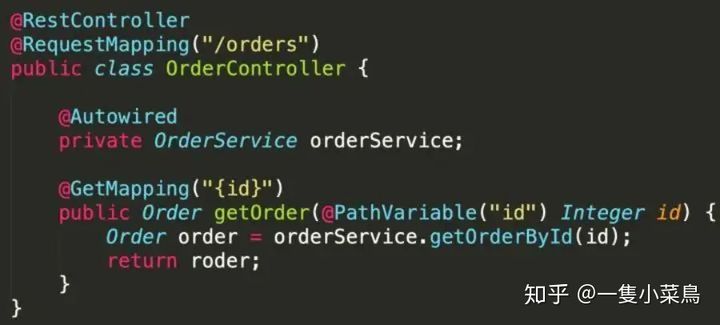 @RestController
@RequestMapping("/orders")
public class OrderController {
@Autowired
private OrderService orderService;
@GetMapping("{id}")
public Order getOrder(@PathVariable("id") Integer id) {
Order order = orderService.getOrderById(id);
return roder;
}
}
知乎 @一隻小菜鳥